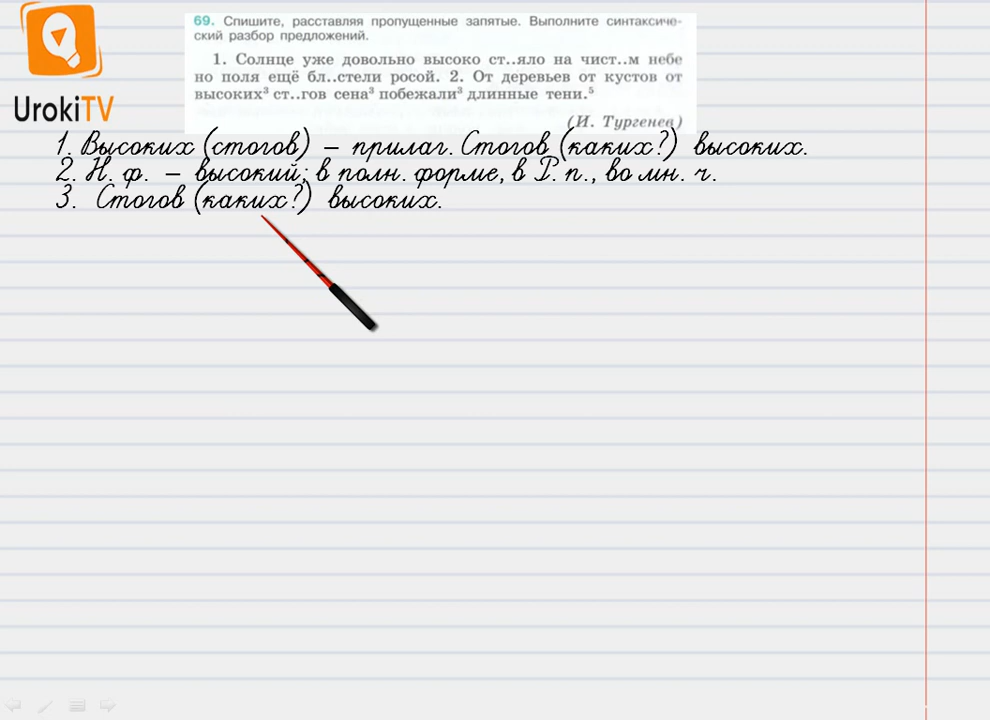 UrokiTV
69. Спишите, расставляя пропущенные запятые. Выполните синтаксиче-
ский разбор предложений.
1. Солнце уже довольно высоко ст..яло на чист..м небе
но поля ещё бл..стели росой. 2. От деревьев от кустов от
высоких³ ст..гов сена³ побежали³ длинные тени.⁵
(И. Тургенев)
1. Высоких (стогов) – прилаг. Стогов (каких?) высоких.
2. Н. ф. – высокий; в полн. форме, в Р. п., во мн. ч.
3. Стогов (каких?) высоких.